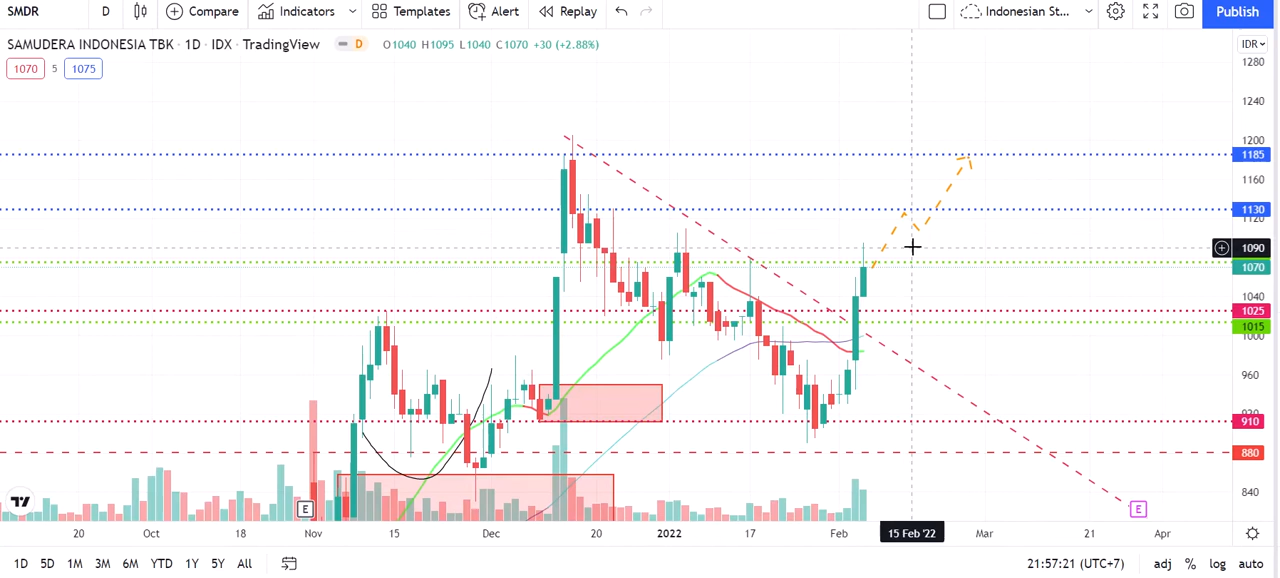 SMDR D Compare Indicators Templates Alert Replay Indonesian St... Publish
SAMUDERA INDONESIA TBK · 1D · IDX · TradingView D O1040 H1095 L1040 C1070 +30 (+2.88%)
IDR
1070 5 1075
1280
1240
1200
1185
1160
1130
1090
1070
1040
1025
1015
1000
960
910
880
840
E E
20 Oct 18 Nov 15 Dec 20 2022 17 Feb 15 Feb '22 Mar 21 Apr
1D 5D 1M 3M 6M YTD 1Y 5Y All 21:57:21 (UTC+7) adj % log auto